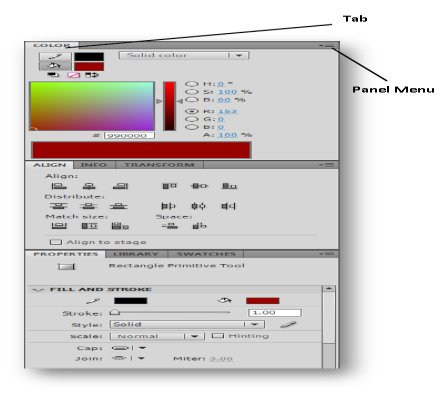 Tab
Panel Menu
COLOR
Solid color
H: 0 °
S: 100 %
B: 60 %
R: 153
G: 0
B: 0
# 990000
A: 100 %
ALIGN INFO TRANSFORM
Align:
Distribute:
Match size: Space:
Align to stage
PROPERTIES LIBRARY SWATCHES
Rectangle Primitive Tool
FILL AND STROKE
Stroke: 1.00
Style: Solid
Scale: Normal Hinting
Cap:
Join: Miter: 3.00